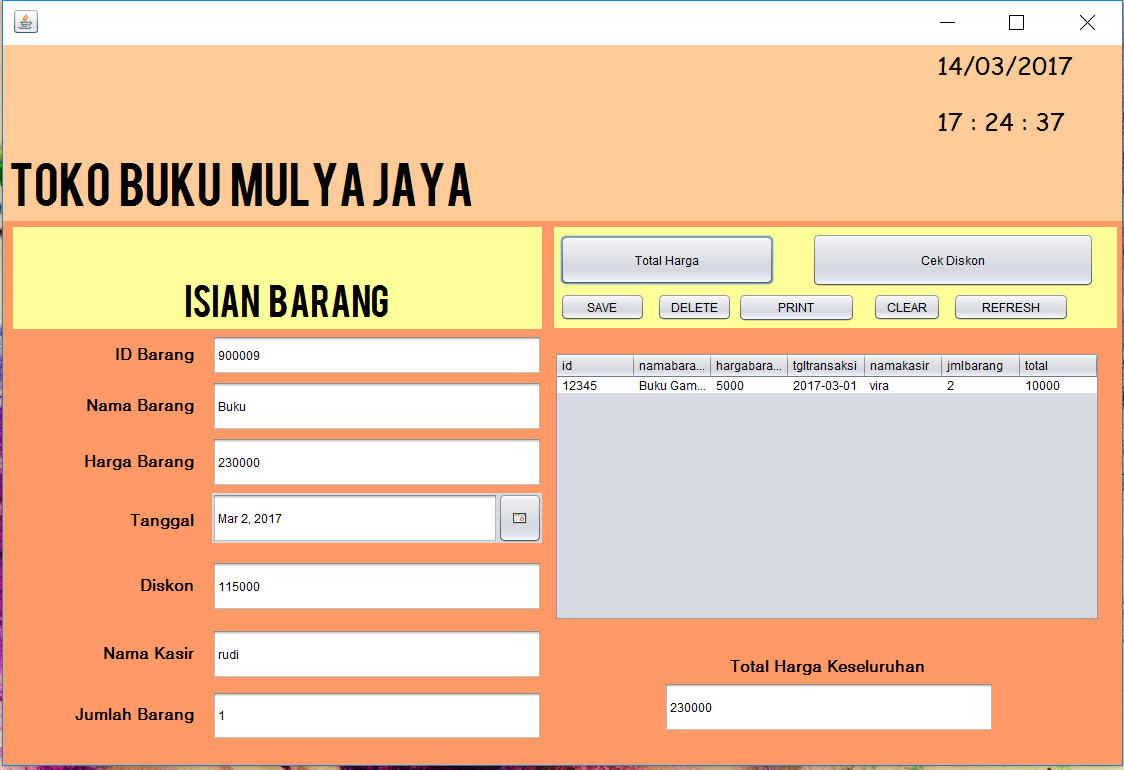 14/03/2017
17 : 24 : 37
TOKO BUKU MULYA JAYA
ISIAN BARANG
Total Harga
Cek Diskon
SAVE DELETE PRINT CLEAR REFRESH
ID Barang 900009
Nama Barang Buku
Harga Barang 230000
Tanggal Mar 2, 2017
Diskon 115000
Nama Kasir rudi
Jumlah Barang 1
id namabara... hargabara... tgltransaksi namakasir jmlbarang total
12345 Buku Gam... 5000 2017-03-01 vira 2 10000
Total Harga Keseluruhan
230000